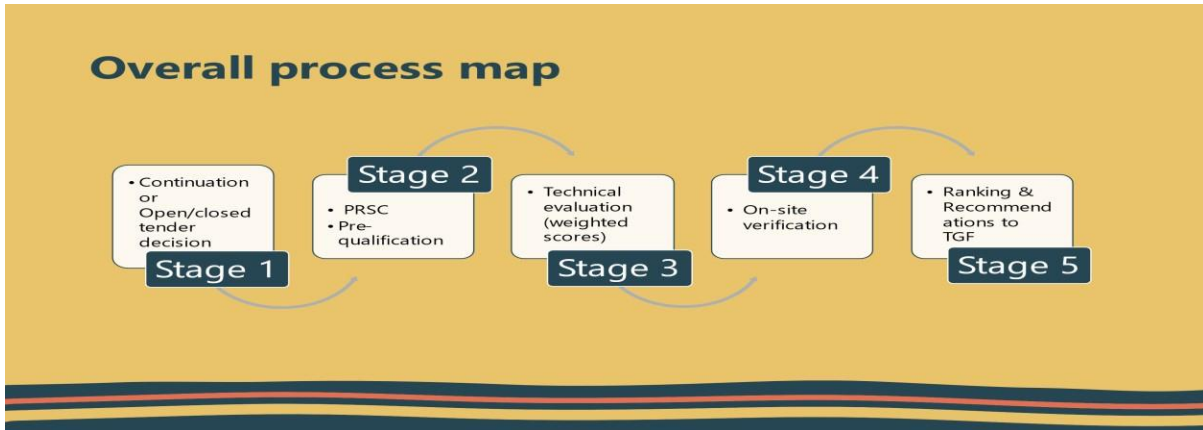 Overall process map
• Continuation
or
Open/closed
tender
decision
Stage 1
Stage 2
• PRSC
• Pre-
qualification
• Technical
evaluation
(weighted
scores)
Stage 3
Stage 4
• On-site
verification
• Ranking &
Recommend
ations to
TGF
Stage 5